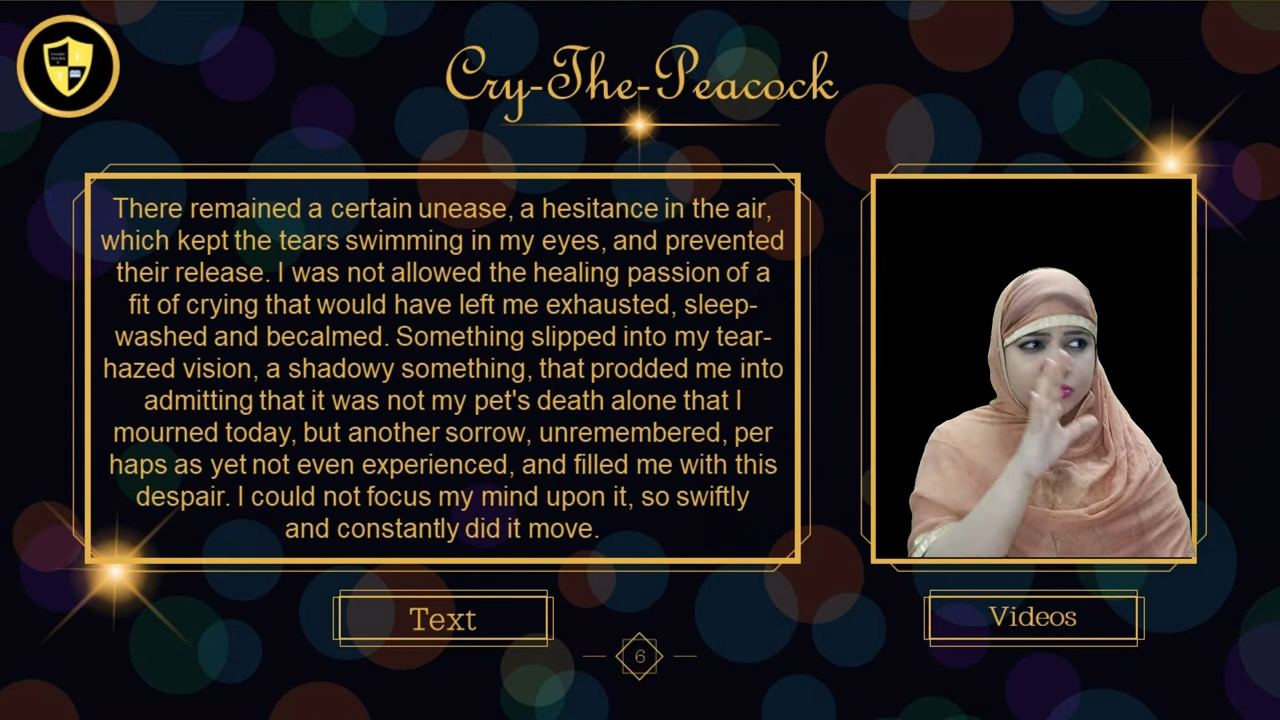 Cry-The-Peacock
There remained a certain unease, a hesitance in the air,
which kept the tears swimming in my eyes, and prevented
their release. I was not allowed the healing passion of a
fit of crying that would have left me exhausted, sleep-
washed and becalmed. Something slipped into my tear-
hazed vision, a shadowy something, that prodded me into
admitting that it was not my pet's death alone that I
mourned today, but another sorrow, unremembered, per
haps as yet not even experienced, and filled me with this
despair. I could not focus my mind upon it, so swiftly
and constantly did it move.
Text
Videos
6